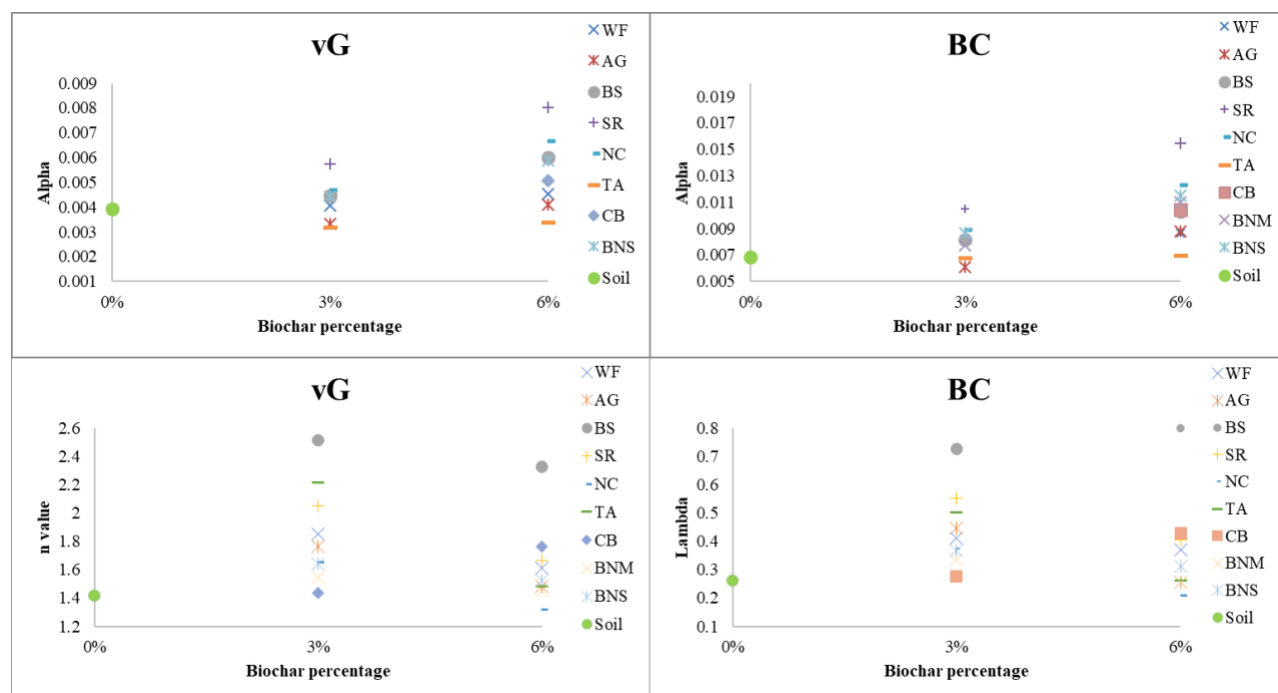 vG
Alpha
0.009
0.008
0.007
0.006
0.005
0.004
0.003
0.002
0.001
0%
3%
6%
Biochar percentage
WF
AG
BS
SR
NC
TA
CB
BNS
Soil
BC
Alpha
0.019
0.017
0.015
0.013
0.011
0.009
0.007
0.005
0%
3%
6%
Biochar percentage
WF
AG
BS
SR
NC
TA
CB
BNM
BNS
Soil
vG
n value
2.6
2.4
2.2
2
1.8
1.6
1.4
1.2
0%
3%
6%
Biochar percentage
WF
AG
BS
SR
NC
TA
CB
BNM
BNS
Soil
BC
Lambda
0.8
0.7
0.6
0.5
0.4
0.3
0.2
0.1
0%
3%
6%
Biochar percentage
WF
AG
BS
SR
NC
TA
CB
BNM
BNS
Soil